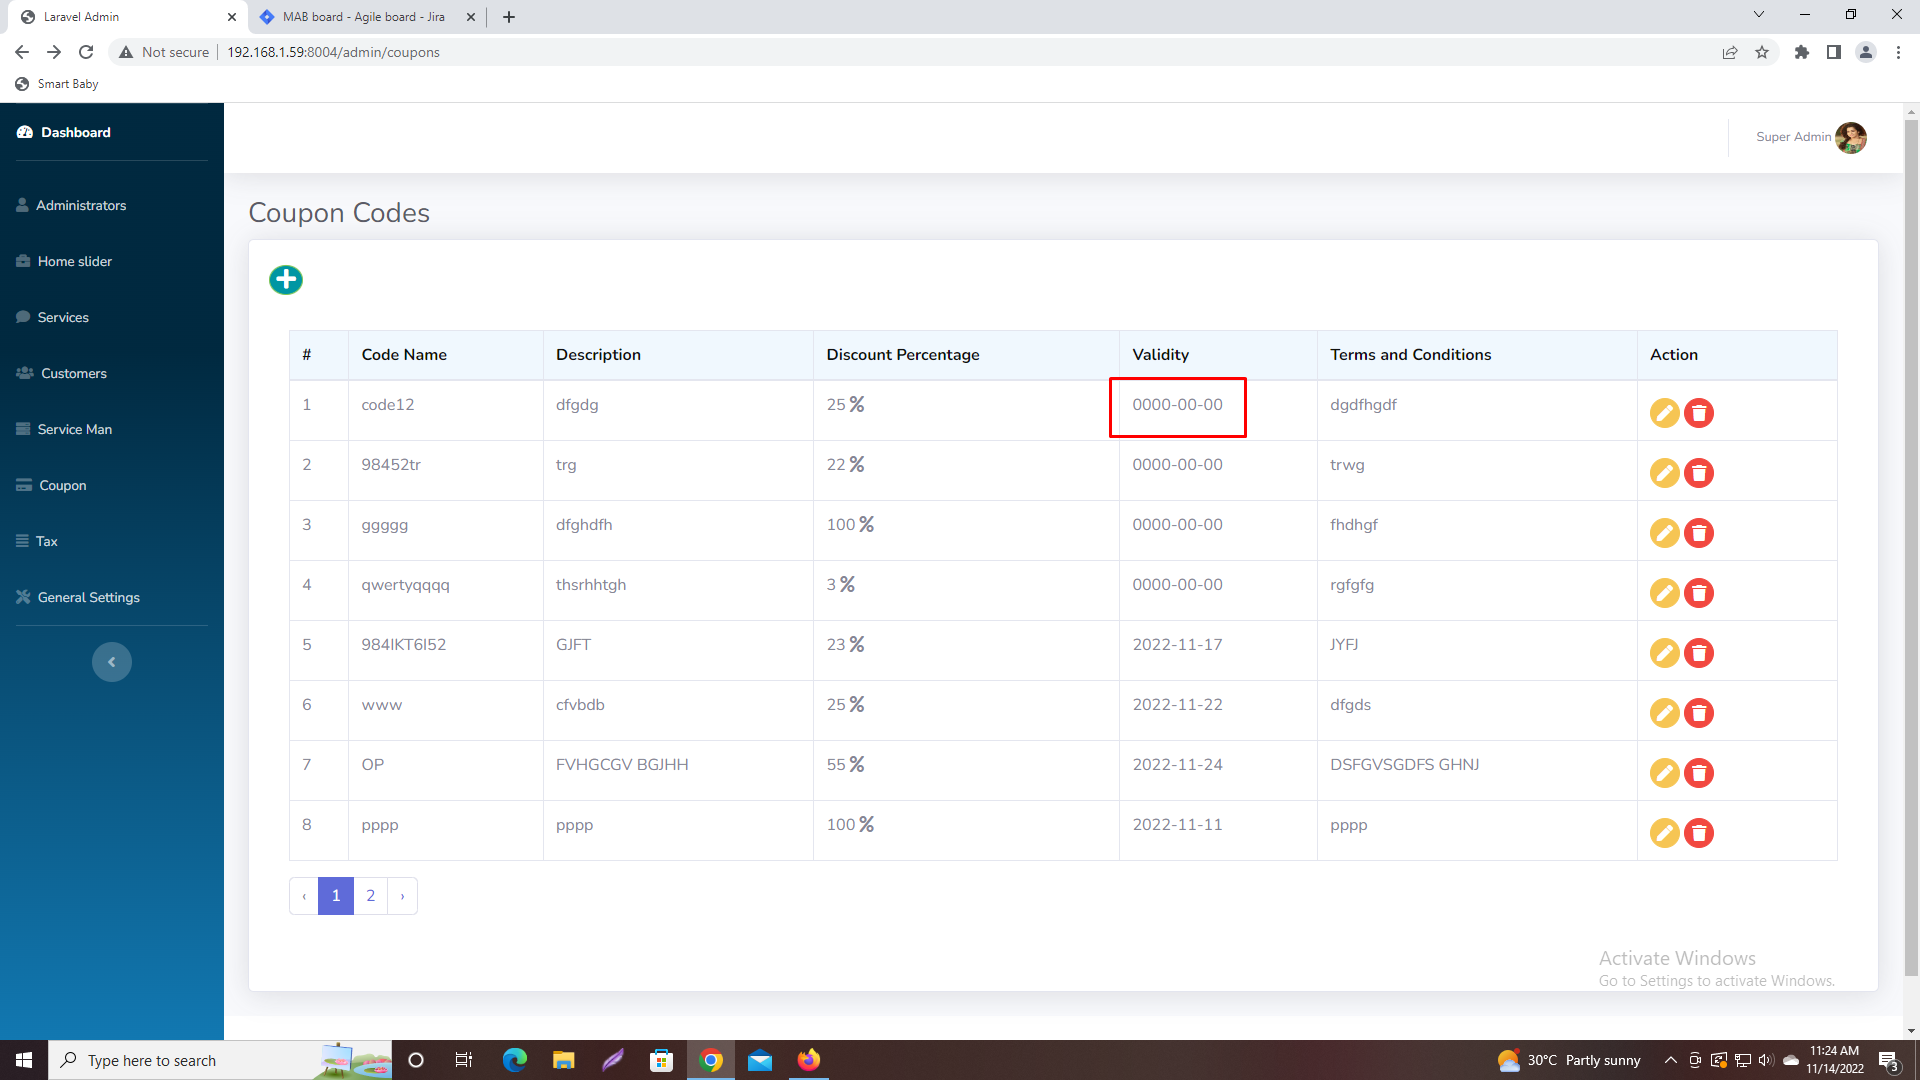 Laravel Admin
MAB board - Agile board - Jira
Not secure
192.168.1.59:8004/admin/coupons
Smart Baby
Dashboard
Super Admin
Administrators
Home slider
Services
Customers
Service Man
Coupon
Tax
General Settings
Coupon Codes
# Code Name Description Discount Percentage Validity Terms and Conditions Action
1 code12 dfgdg 25 % 0000-00-00 dgdfhgdf
2 98452tr trg 22 % 0000-00-00 trwg
3 ggggg dfghdfh 100 % 0000-00-00 fhdhgf
4 qwertyqqqq thsrhhtgh 3 % 0000-00-00 rgfgfg
5 984IKT6I52 GJFT 23 % 2022-11-17 JYFJ
6 www cfvbdb 25 % 2022-11-22 dfgds
7 OP FVHGCGV BGJHH 55 % 2022-11-24 DSFGVSGDFS GHNJ
8 pppp pppp 100 % 2022-11-11 pppp
‹ 1 2 ›
Activate Windows
Go to Settings to activate Windows.
Type here to search
30°C Partly sunny
11:24 AM
11/14/2022
3